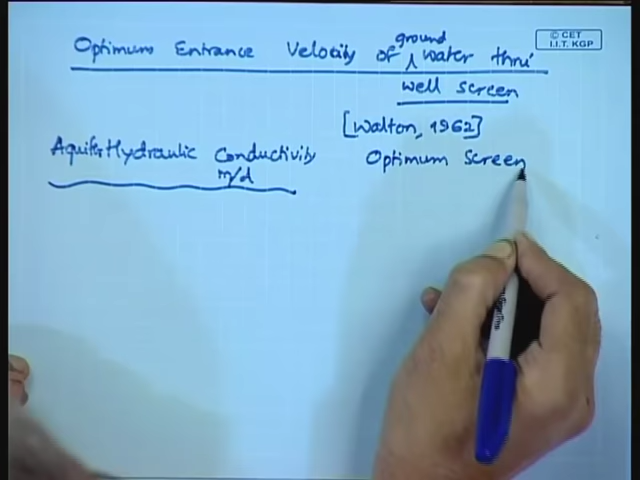 © CET
I.I.T. KGP
Optimum Entrance Velocity of ground water thru'
well screen
[Walton, 1962]
Aquifer Hydraulic Conductivity
m/d
Optimum Screen